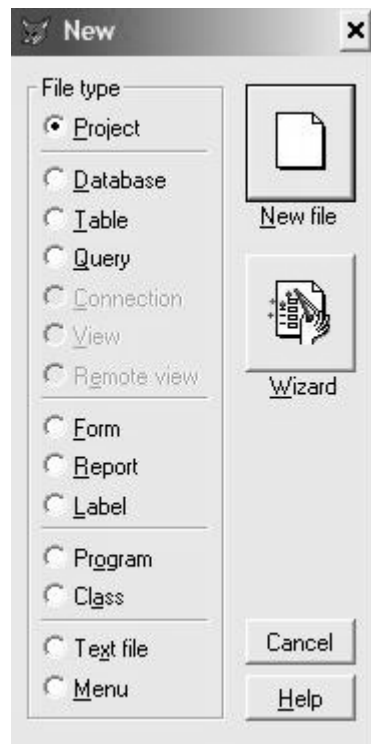 New
File type
Project
Database
Table
Query
Connection
View
Remote view
Form
Report
Label
Program
Class
Text file
Menu
New file
Wizard
Cancel
Help